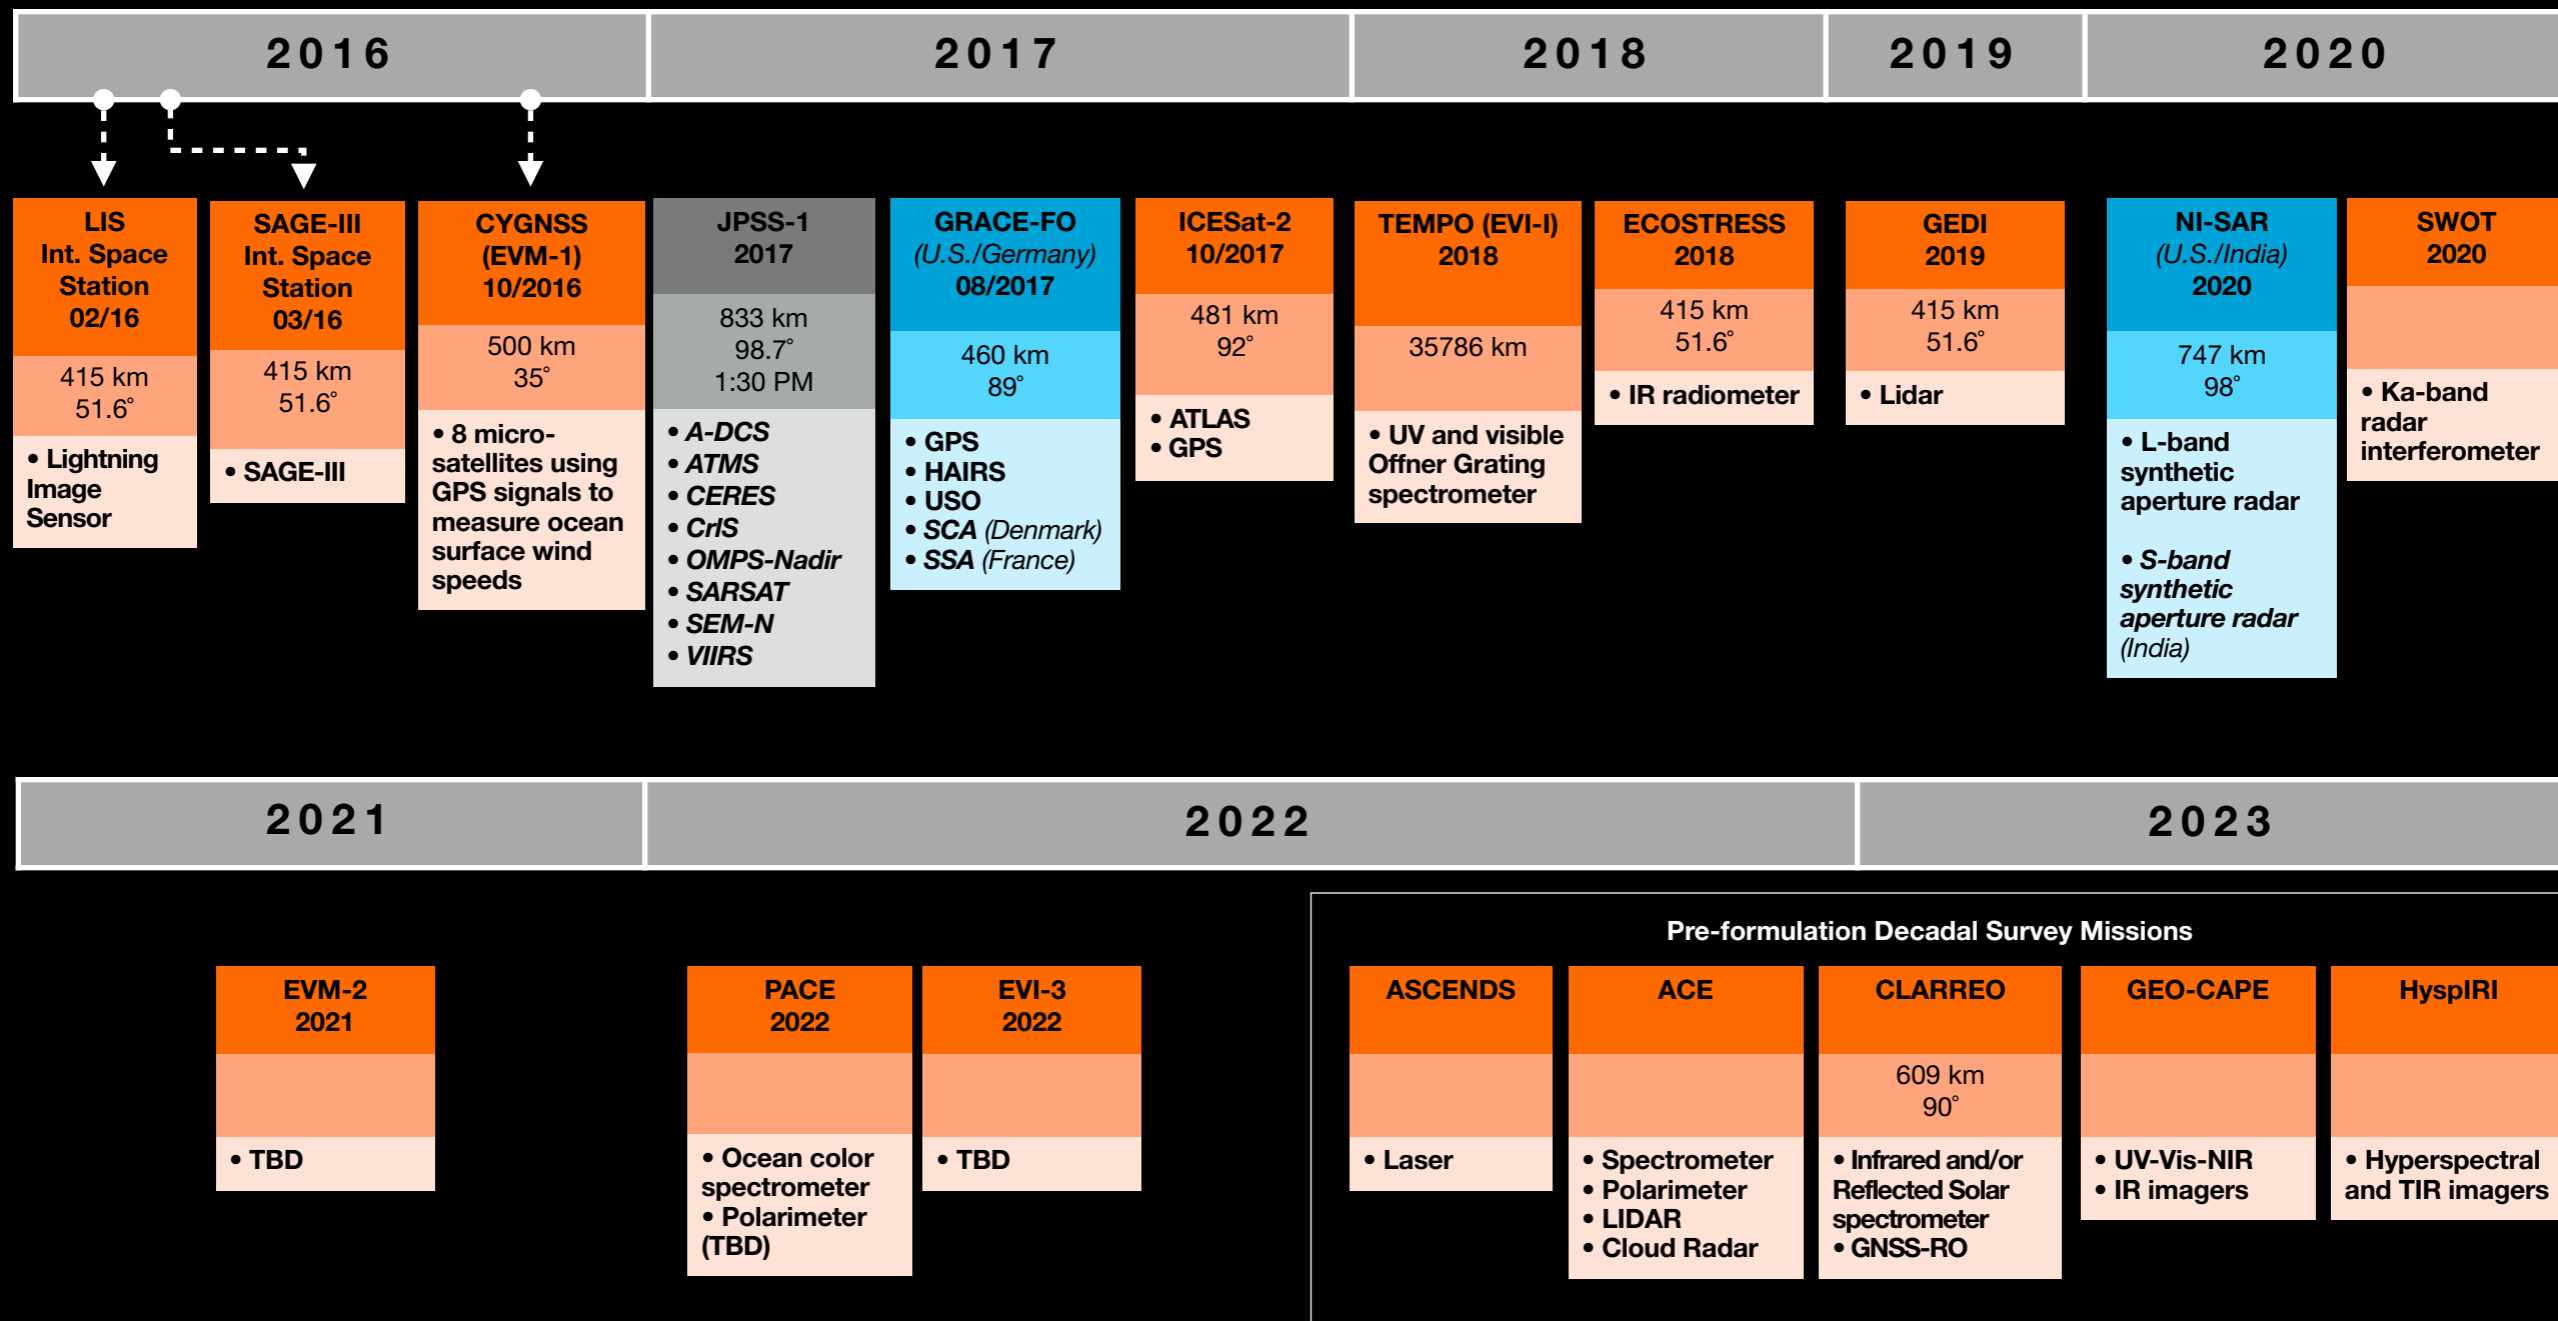 2016
2017
2018
2019
2020
LIS
Int. Space
Station
02/16
415 km
51.6°
• Lightning
Image
Sensor
SAGE-III
Int. Space
Station
03/16
415 km
51.6°
• SAGE-III
CYGNSS
(EVM-1)
10/2016
500 km
35°
• 8 micro-
satellites using
GPS signals to
measure ocean
surface wind
speeds
JPSS-1
2017
833 km
98.7°
1:30 PM
• A-DCS
• ATMS
• CERES
• CrIS
• OMPS-Nadir
• SARSAT
• SEM-N
• VIIRS
GRACE-FO
(U.S./Germany)
08/2017
460 km
89°
• GPS
• HAIRS
• USO
• SCA (Denmark)
• SSA (France)
ICESat-2
10/2017
481 km
92°
• ATLAS
• GPS
TEMPO (EVI-I)
2018
35786 km
• UV and visible
Offner Grating
spectrometer
ECOSTRESS
2018
415 km
51.6°
• IR radiometer
GEDI
2019
415 km
51.6°
• Lidar
NI-SAR
(U.S./India)
2020
747 km
98°
• L-band
synthetic
aperture radar
• S-band
synthetic
aperture radar
(India)
SWOT
2020
• Ka-band
radar
interferometer
2021
2022
2023
EVM-2
2021
• TBD
PACE
2022
• Ocean color
spectrometer
• Polarimeter
(TBD)
EVI-3
2022
• TBD
Pre-formulation Decadal Survey Missions
ASCENDS
• Laser
ACE
• Spectrometer
• Polarimeter
• LIDAR
• Cloud Radar
CLARREO
609 km
90°
• Infrared and/or
Reflected Solar
spectrometer
• GNSS-RO
GEO-CAPE
• UV-Vis-NIR
• IR imagers
HyspIRI
• Hyperspectral
and TIR imagers